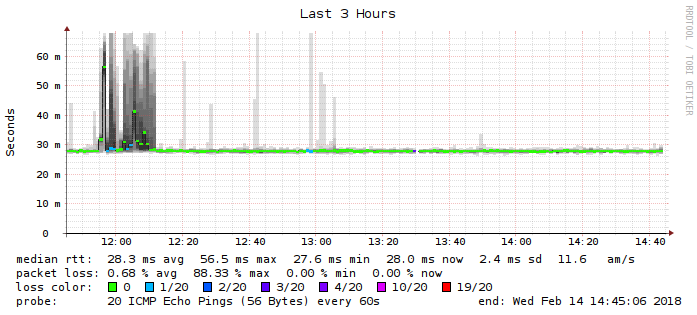 Last 3 Hours
RRDTOOL / TOBI OETIKER
Seconds
60 m
50 m
40 m
30 m
20 m
10 m
0
12:00 12:20 12:40 13:00 13:20 13:40 14:00 14:20 14:40
median rtt: 28.3 ms avg 56.5 ms max 27.6 ms min 28.0 ms now 2.4 ms sd 11.6 am/s
packet loss: 0.68 % avg 88.33 % max 0.00 % min 0.00 % now
loss color: 0 1/20 2/20 3/20 4/20 10/20 19/20
probe: 20 ICMP Echo Pings (56 Bytes) every 60s end: Wed Feb 14 14:45:06 2018